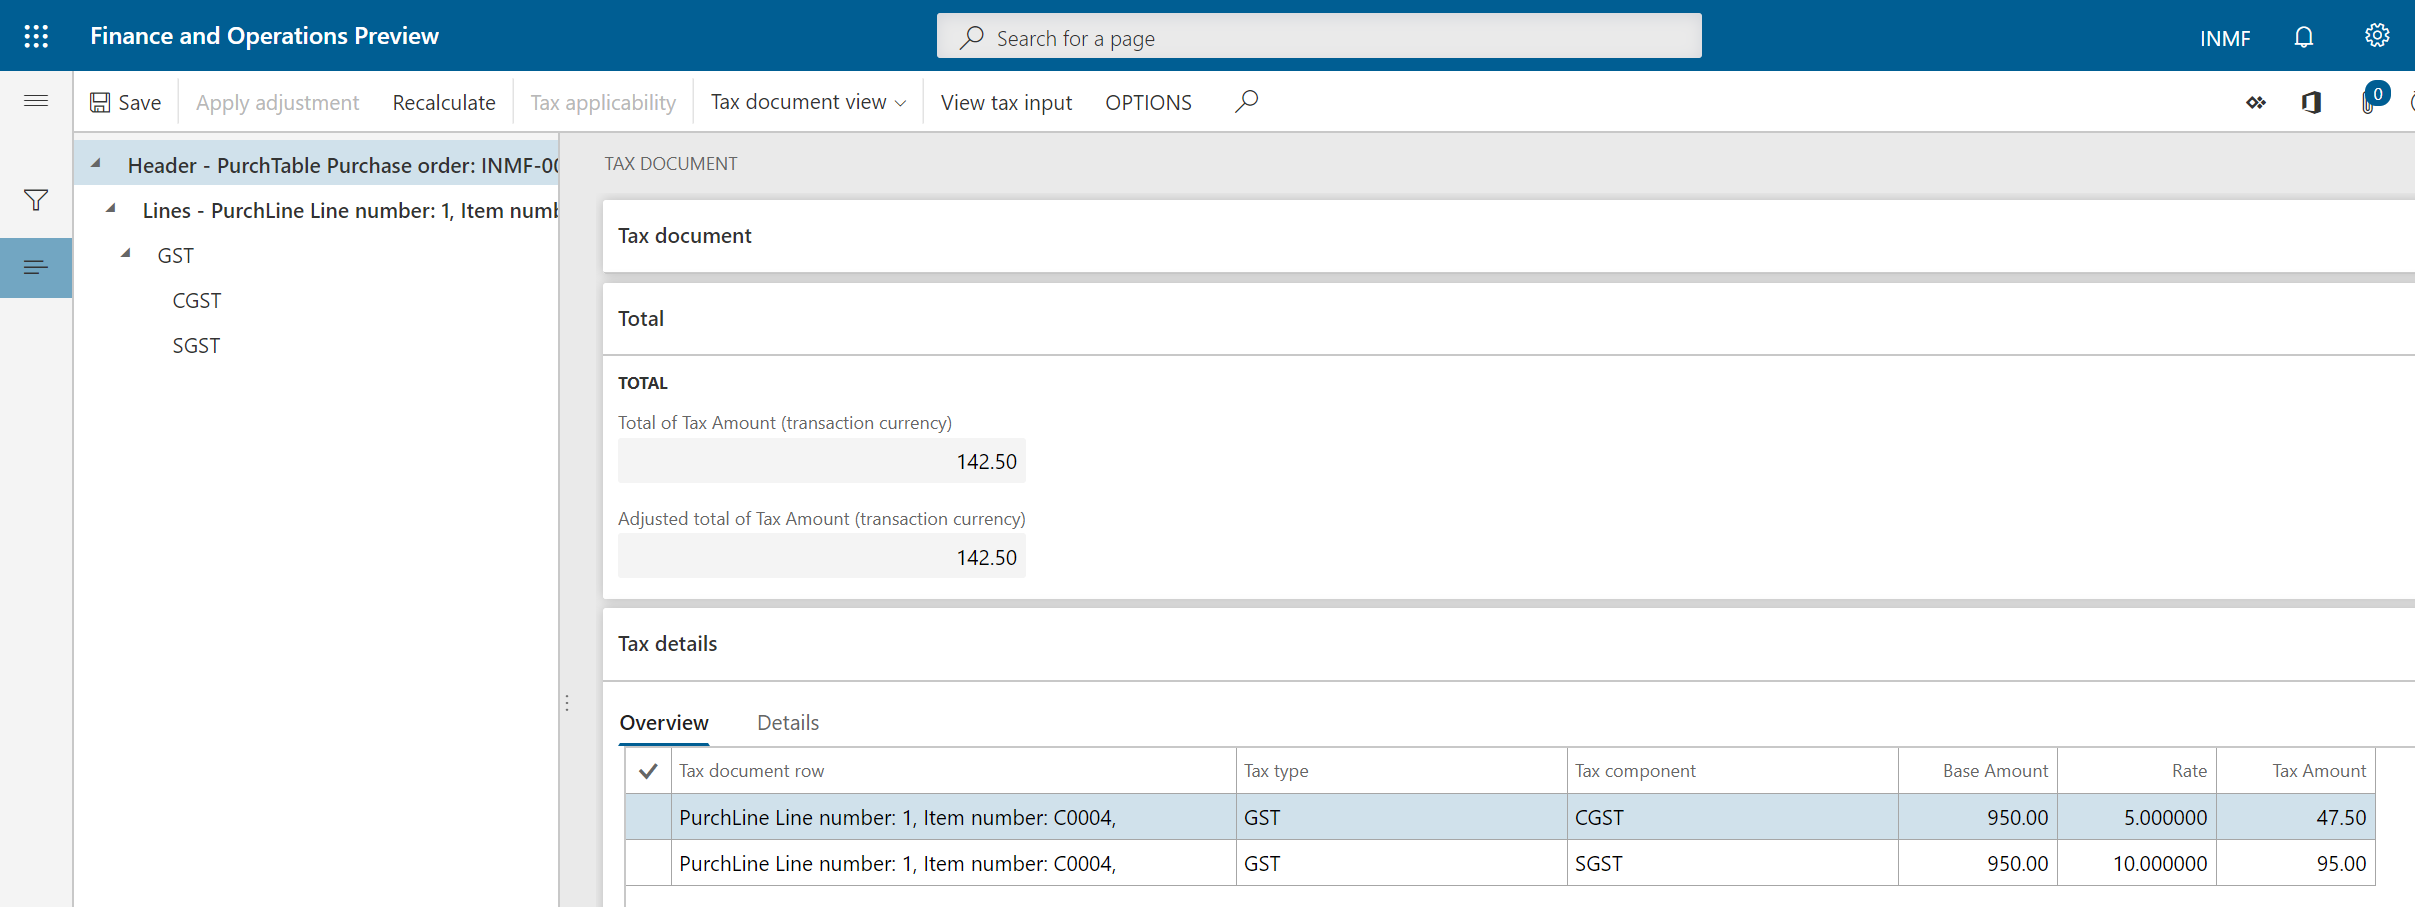 Finance and Operations Preview
Search for a page
INMF
Save
Apply adjustment
Recalculate
Tax applicability
Tax document view
View tax input
OPTIONS
0
Header - PurchTable Purchase order: INMF-00
Lines - PurchLine Line number: 1, Item numb
GST
CGST
SGST
TAX DOCUMENT
Tax document
Total
TOTAL
Total of Tax Amount (transaction currency)
142.50
Adjusted total of Tax Amount (transaction currency)
142.50
Tax details
Overview Details
Tax document row Tax type Tax component Base Amount Rate Tax Amount
PurchLine Line number: 1, Item number: C0004, GST CGST 950.00 5.000000 47.50
PurchLine Line number: 1, Item number: C0004, GST SGST 950.00 10.000000 95.00